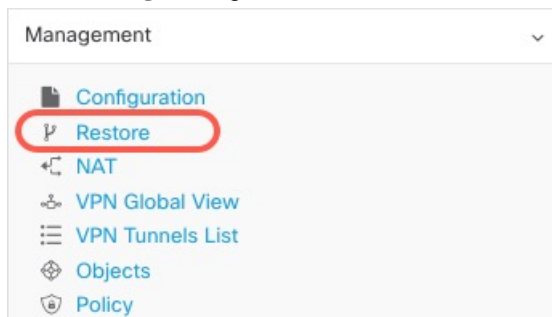 Management
Configuration
Restore
NAT
VPN Global View
VPN Tunnels List
Objects
Policy